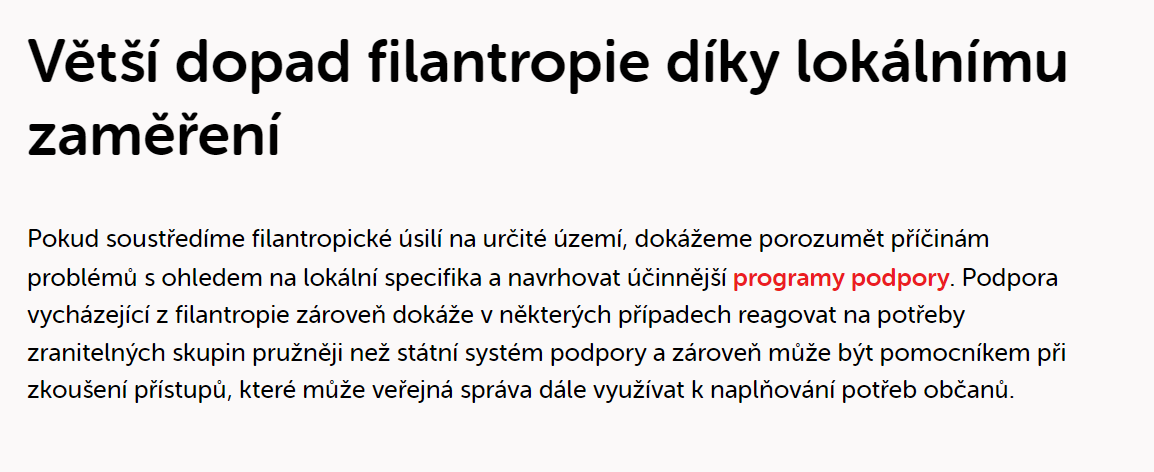 Větší dopad filantropie díky lokálnímu
zaměření
Pokud soustředíme filantropické úsilí na určité území, dokážeme porozumět příčinám
problémů s ohledem na lokální specifika a navrhovat účinnější programy podpory. Podpora
vycházející z filantropie zároveň dokáže v některých případech reagovat na potřeby
zranitelných skupin pružněji než státní systém podpory a zároveň může být pomocníkem při
zkoušení přístupů, které může veřejná správa dále využívat k naplňování potřeb občanů.